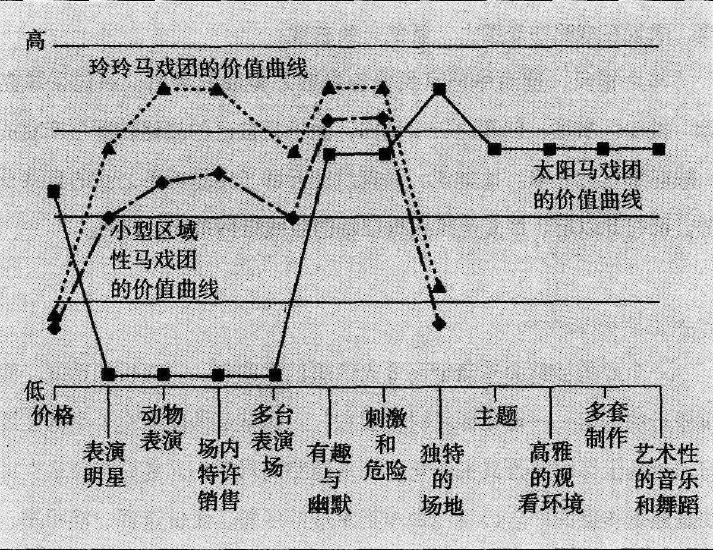 高
玲玲马戏团的价值曲线
太阳马戏团
的价值曲线
小型区域
性马戏团
的价值曲线
低
价格
表演
明星
动物
表演
场内
特许
销售
多台
表演
场
有趣
与
幽默
刺激
和
危险
独特
的
场地
主题
高雅
的观
看环境
多套
制作
艺术性
的音乐
和舞蹈